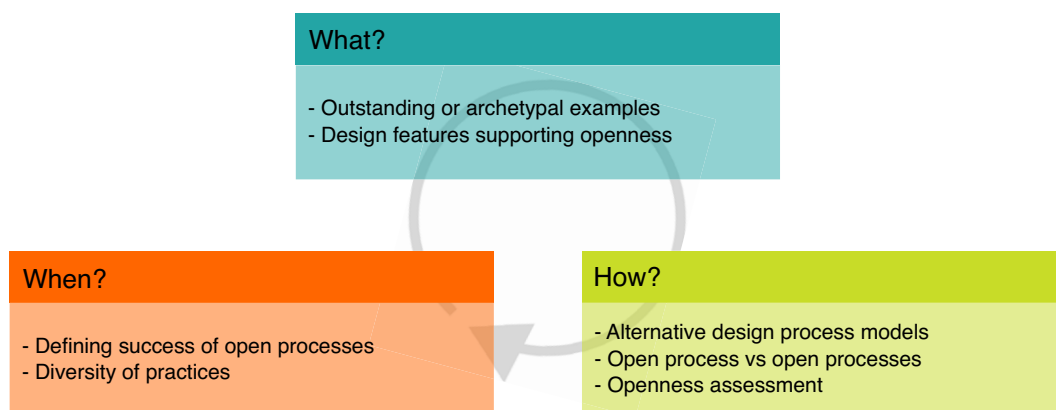 What?
- Outstanding or archetypal examples
- Design features supporting openness
When?
- Defining success of open processes
- Diversity of practices
How?
- Alternative design process models
- Open process vs open processes
- Openness assessment